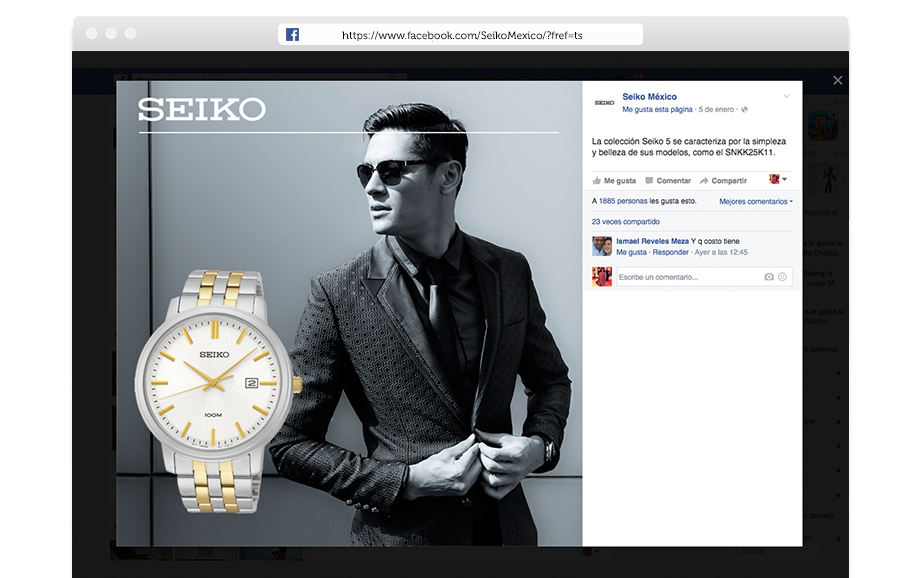 https://www.facebook.com/SeikoMexico/?fref=ts
SEIKO
SEIKO
2
100M
SEIKO
Seiko México
Me gusta esta página · 5 de enero ·
La colección Seiko 5 se caracteriza por la simpleza
y belleza de sus modelos, como el SNKK25K11.
Me gusta Comentar Compartir
A 1885 personas les gusta esto. Mejores comentarios
23 veces compartido
Ismael Reveles Meza Y q costo tiene
Me gusta · Responder · Ayer a las 12:45
Escribe un comentario...